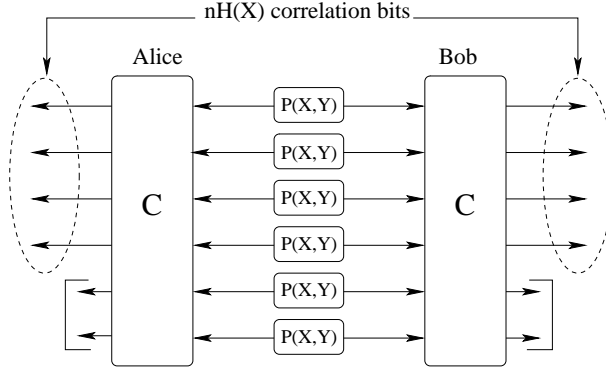 nH(X) correlation bits
Alice
Bob
P(X,Y)
P(X,Y)
P(X,Y)
C
C
P(X,Y)
P(X,Y)
P(X,Y)